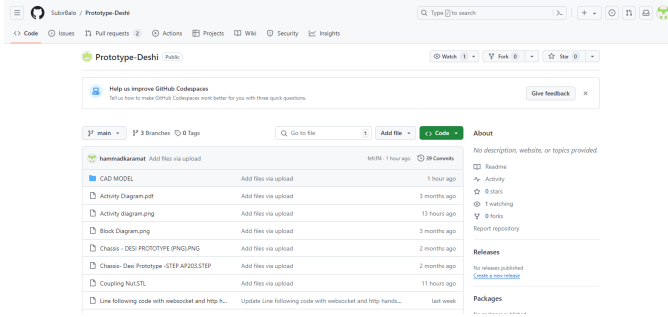 SubirBalo / Prototype-Deshi
Type / to search
Code Issues Pull requests 2 Actions Projects Wiki Security Insights
Prototype-Deshi Public
Watch 1 Fork 0 Star 0
Help us improve GitHub Codespaces
Tell us how to make GitHub Codespaces work better for you with three quick questions.
Give feedback
main 3 Branches 0 Tags
Go to file t
Add file
Code
About
No description, website, or topics provided.
hammadkaramat Add files via upload
1 hour ago 39 Commits
CAD MODEL Add files via upload 1 hour ago
Readme
Activity Diagram.pdf Add files via upload 3 months ago
Activity
0 stars
Activity diagram.png Add files via upload 13 hours ago
1 watching
Block Diagram.png Add files via upload 3 months ago
0 forks
Report repository
Chassis - DESI PROTOTYPE (PNG).PNG Add files via upload 2 months ago
Releases
Chassis- Desi Prototype -STEP AP203.STEP Add files via upload 2 months ago
No releases published
Create a new release
Coupling Nut.STL Add files via upload 11 hours ago
Line following code with websocket and http h... Update Line following code with websocket and http hands... last week
Packages